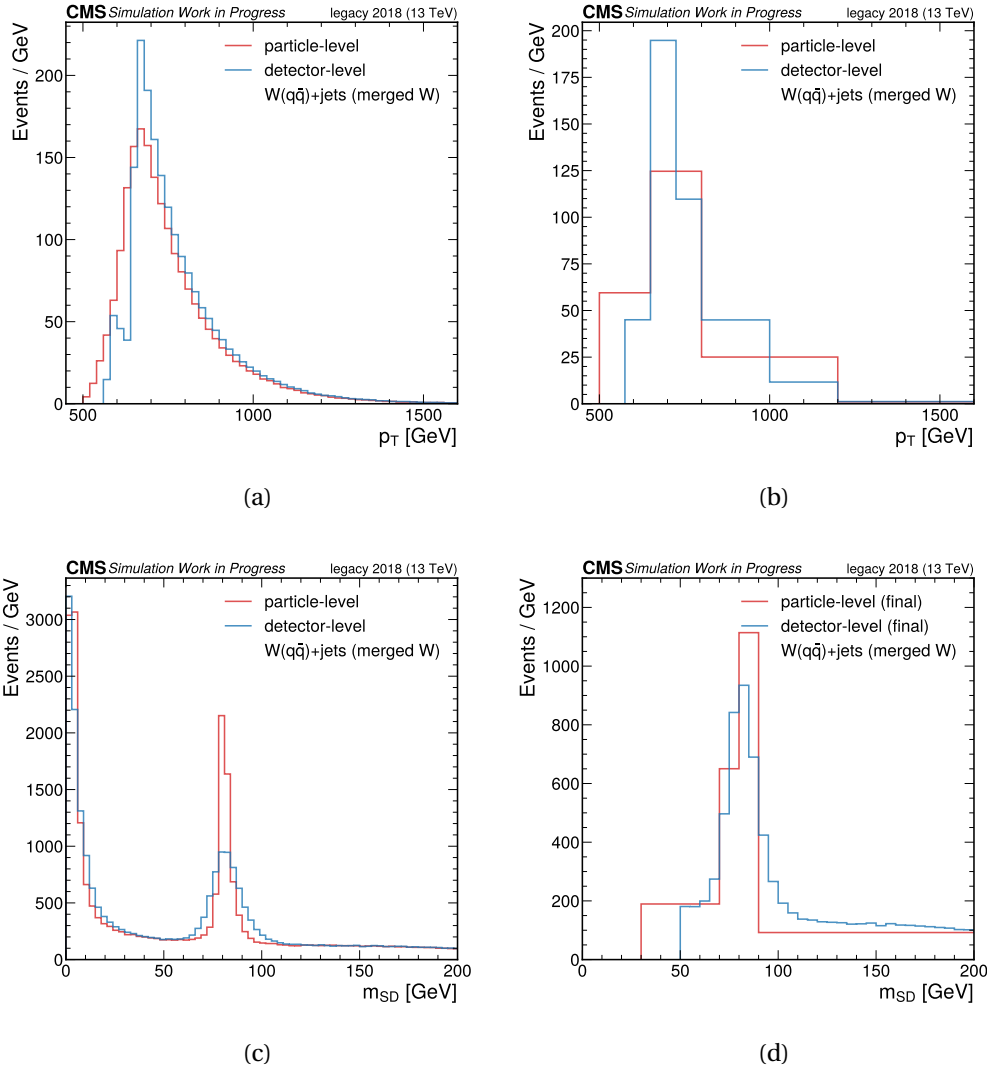 CMS Simulation Work in Progress legacy 2018 (13 TeV)
Events / GeV
particle-level
detector-level
W(qq̄)+jets (merged W)
200
150
100
50
0
500 1000 1500
p_T [GeV]
(a)
CMS Simulation Work in Progress legacy 2018 (13 TeV)
Events / GeV
particle-level
detector-level
W(qq̄)+jets (merged W)
200
175
150
125
100
75
50
25
0
500 1000 1500
p_T [GeV]
(b)
CMS Simulation Work in Progress legacy 2018 (13 TeV)
Events / GeV
particle-level
detector-level
W(qq̄)+jets (merged W)
3000
2500
2000
1500
1000
500
0
0 50 100 150 200
m_SD [GeV]
(c)
CMS Simulation Work in Progress legacy 2018 (13 TeV)
Events / GeV
particle-level (final)
detector-level (final)
W(qq̄)+jets (merged W)
1200
1000
800
600
400
200
0
0 50 100 150 200
m_SD [GeV]
(d)